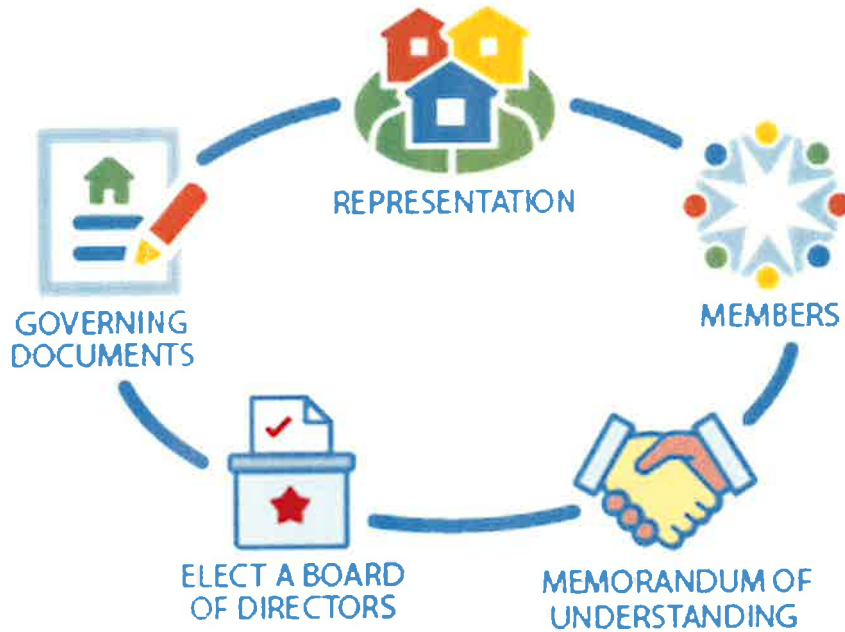 REPRESENTATION
MEMBERS
MEMORANDUM OF
UNDERSTANDING
ELECT A BOARD
OF DIRECTORS
GOVERNING
DOCUMENTS